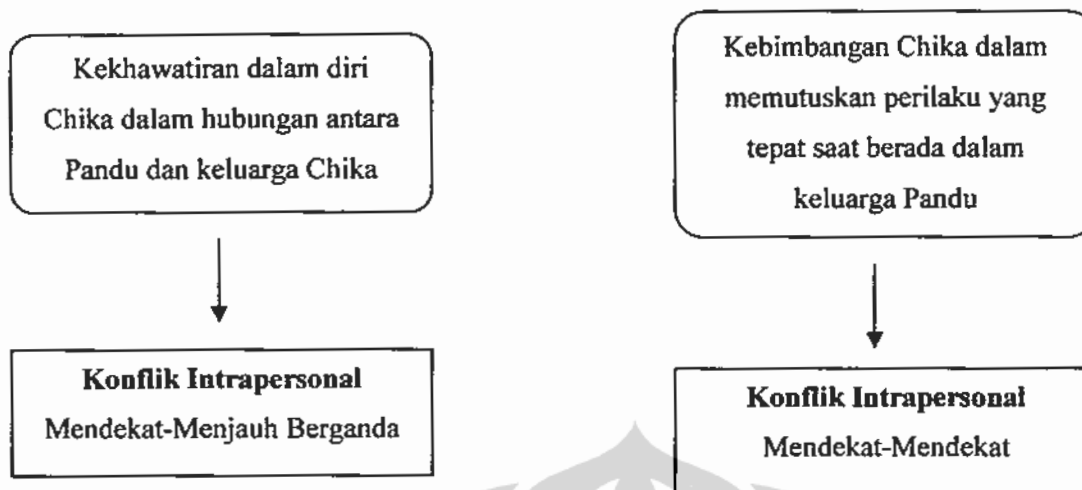 Kekhawatiran dalam diri
Chika dalam hubungan antara
Pandu dan keluarga Chika
Konflik Intrapersonal
Mendekat-Menjauh Berganda
Kebimbangan Chika dalam
memutuskan perilaku yang
tepat saat berada dalam
keluarga Pandu
Konflik Intrapersonal
Mendekat-Mendekat